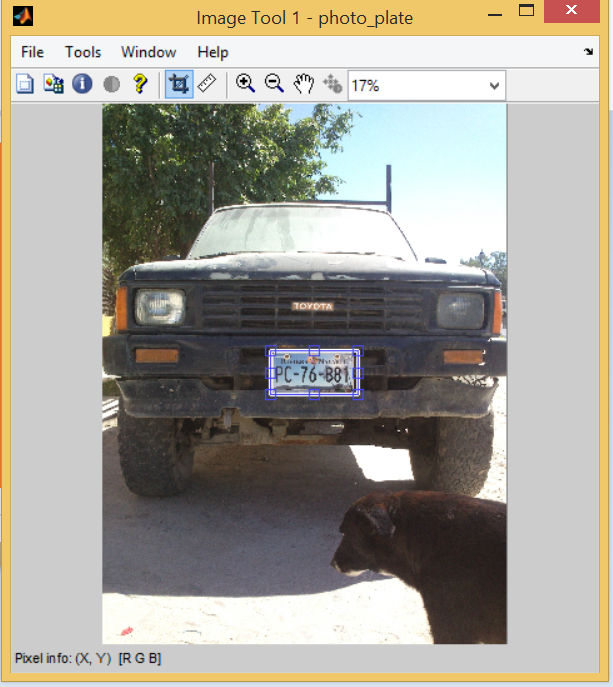 Image Tool 1 - photo_plate
File Tools Window Help
17%
TOYOTA
PC-76-881
Pixel info: (X, Y) [R G B]